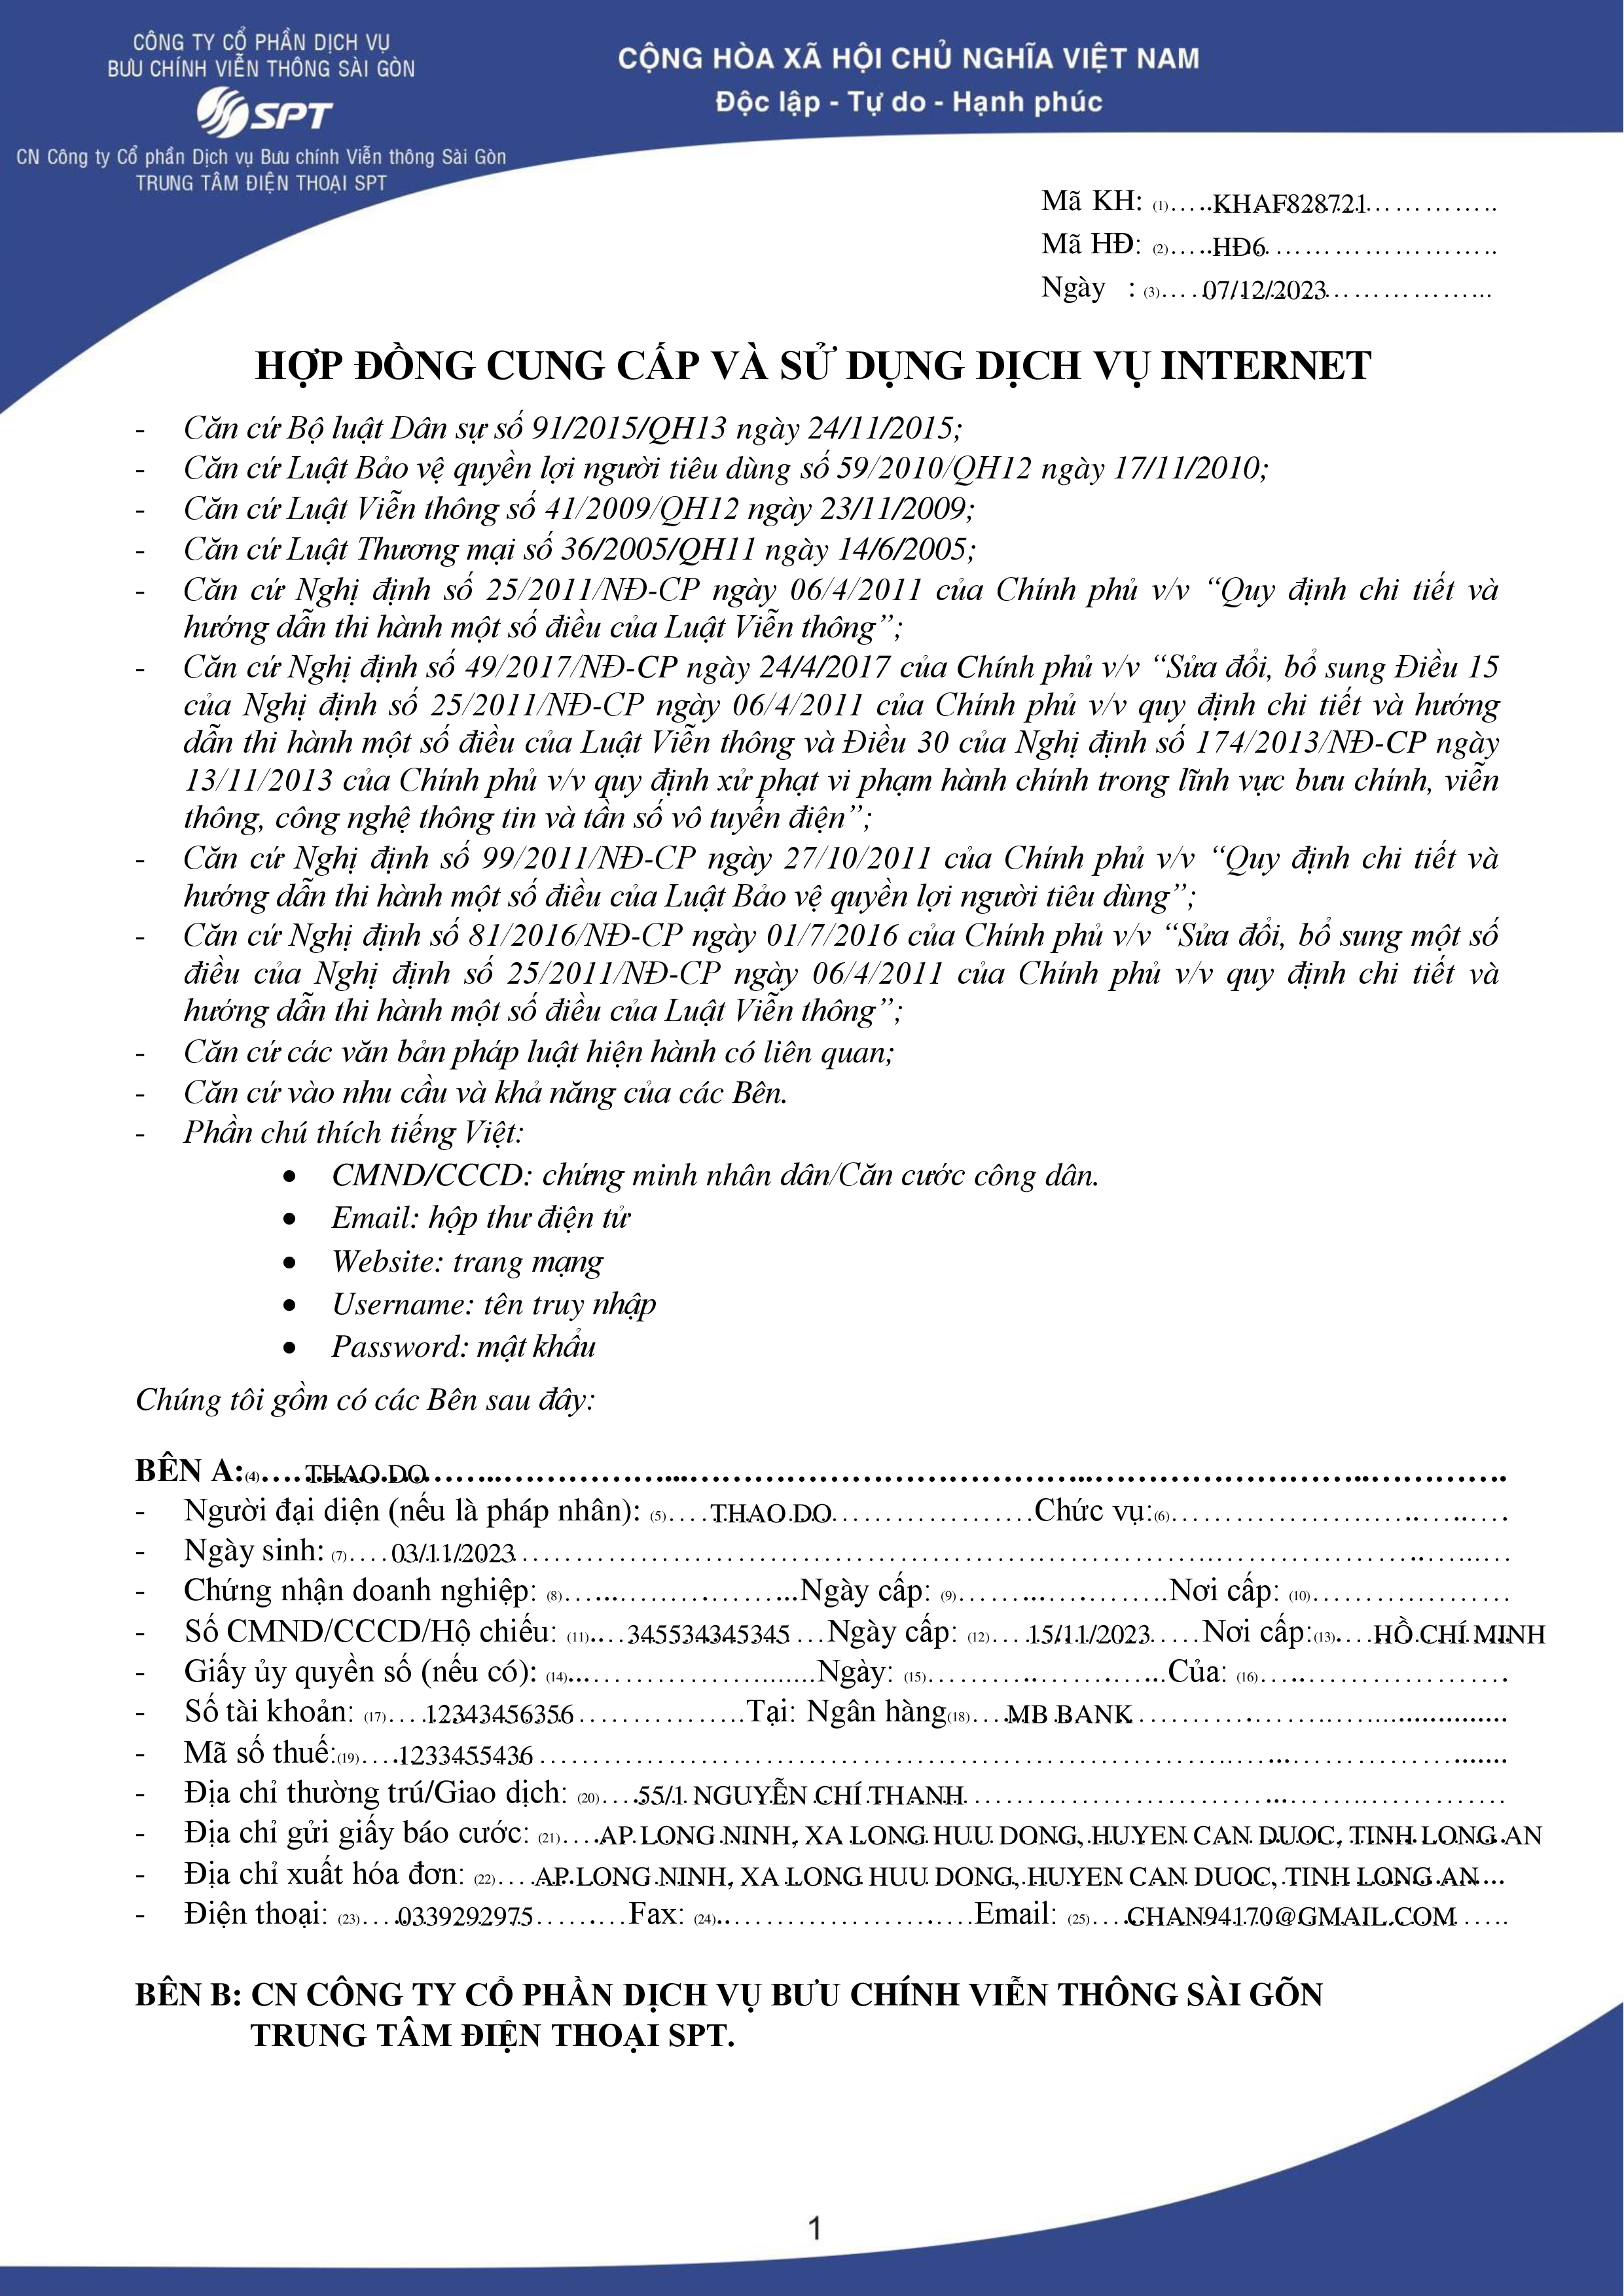 CÔNG TY CỔ PHẦN DỊCH VỤ
BƯU CHÍNH VIỄN THÔNG SÀI GÒN
SPT
CN Công ty Cổ phần Dịch vụ Bưu chính Viễn thông Sài Gòn
TRUNG TÂM ĐIỆN THOẠI SPT
CỘNG HÒA XÃ HỘI CHỦ NGHĨA VIỆT NAM
Độc lập - Tự do - Hạnh phúc
Mã KH: (1)......KHAF828721..................
Mã HĐ: (2)......HĐ6..............................
Ngày : (3)......07/12/2023......................
HỢP ĐỒNG CUNG CẤP VÀ SỬ DỤNG DỊCH VỤ INTERNET
- Căn cứ Bộ luật Dân sự số 91/2015/QH13 ngày 24/11/2015;
- Căn cứ Luật Bảo vệ quyền lợi người tiêu dùng số 59/2010/QH12 ngày 17/11/2010;
- Căn cứ Luật Viễn thông số 41/2009/QH12 ngày 23/11/2009;
- Căn cứ Luật Thương mại số 36/2005/QH11 ngày 14/6/2005;
- Căn cứ Nghị định số 25/2011/NĐ-CP ngày 06/4/2011 của Chính phủ v/v “Quy định chi tiết và
hướng dẫn thi hành một số điều của Luật Viễn thông”;
- Căn cứ Nghị định số 49/2017/NĐ-CP ngày 24/4/2017 của Chính phủ v/v “Sửa đổi, bổ sung Điều 15
của Nghị định số 25/2011/NĐ-CP ngày 06/4/2011 của Chính phủ v/v quy định chi tiết và hướng
dẫn thi hành một số điều của Luật Viễn thông và Điều 30 của Nghị định số 174/2013/NĐ-CP ngày
13/11/2013 của Chính phủ v/v quy định xử phạt vi phạm hành chính trong lĩnh vực bưu chính, viễn
thông, công nghệ thông tin và tần số vô tuyến điện”;
- Căn cứ Nghị định số 99/2011/NĐ-CP ngày 27/10/2011 của Chính phủ v/v “Quy định chi tiết và
hướng dẫn thi hành một số điều của Luật Bảo vệ quyền lợi người tiêu dùng”;
- Căn cứ Nghị định số 81/2016/NĐ-CP ngày 01/7/2016 của Chính phủ v/v “Sửa đổi, bổ sung một số
điều của Nghị định số 25/2011/NĐ-CP ngày 06/4/2011 của Chính phủ v/v quy định chi tiết và
hướng dẫn thi hành một số điều của Luật Viễn thông”;
- Căn cứ các văn bản pháp luật hiện hành có liên quan;
- Căn cứ vào nhu cầu và khả năng của các Bên.
- Phần chú thích tiếng Việt:
• CMND/CCCD: chứng minh nhân dân/Căn cước công dân.
• Email: hộp thư điện tử
• Website: trang mạng
• Username: tên truy nhập
• Password: mật khẩu
Chúng tôi gồm có các Bên sau đây:
BÊN A:(4)......THAO DO..................................................
- Người đại diện (nếu là pháp nhân): (5)......THAO DO....................Chức vụ:(6)..............................
- Ngày sinh: (7)....03/11/2023..................................................
- Chứng nhận doanh nghiệp: (8)....................Ngày cấp: (9)....................Nơi cấp: (10)....................
- Số CMND/CCCD/Hộ chiếu: (11)....345534345345....Ngày cấp: (12)....15/11/2023....Nơi cấp:(13)....HỒ CHÍ MINH
- Giấy ủy quyền số (nếu có): (14)....................Ngày: (15)....................Của: (16)....................
- Số tài khoản: (17)....12343456356................Tại: Ngân hàng(18)....MB BANK..............................
- Mã số thuế:(19)....1233455436..................................................
- Địa chỉ thường trú/Giao dịch: (20)....55/1 NGUYỄN CHÍ THANH..............................
- Địa chỉ gửi giấy báo cước: (21)....AP LONG NINH, XA LONG HUU DONG, HUYEN CAN DUOC, TINH LONG AN
- Địa chỉ xuất hóa đơn: (22)....AP LONG NINH, XA LONG HUU DONG, HUYEN CAN DUOC, TINH LONG AN...
- Điện thoại: (23)....0339292975..........Fax: (24)....................Email: (25)....CHAN94170@GMAIL.COM......
BÊN B: CN CÔNG TY CỔ PHẦN DỊCH VỤ BƯU CHÍNH VIỄN THÔNG SÀI GÕN
TRUNG TÂM ĐIỆN THOẠI SPT.
1